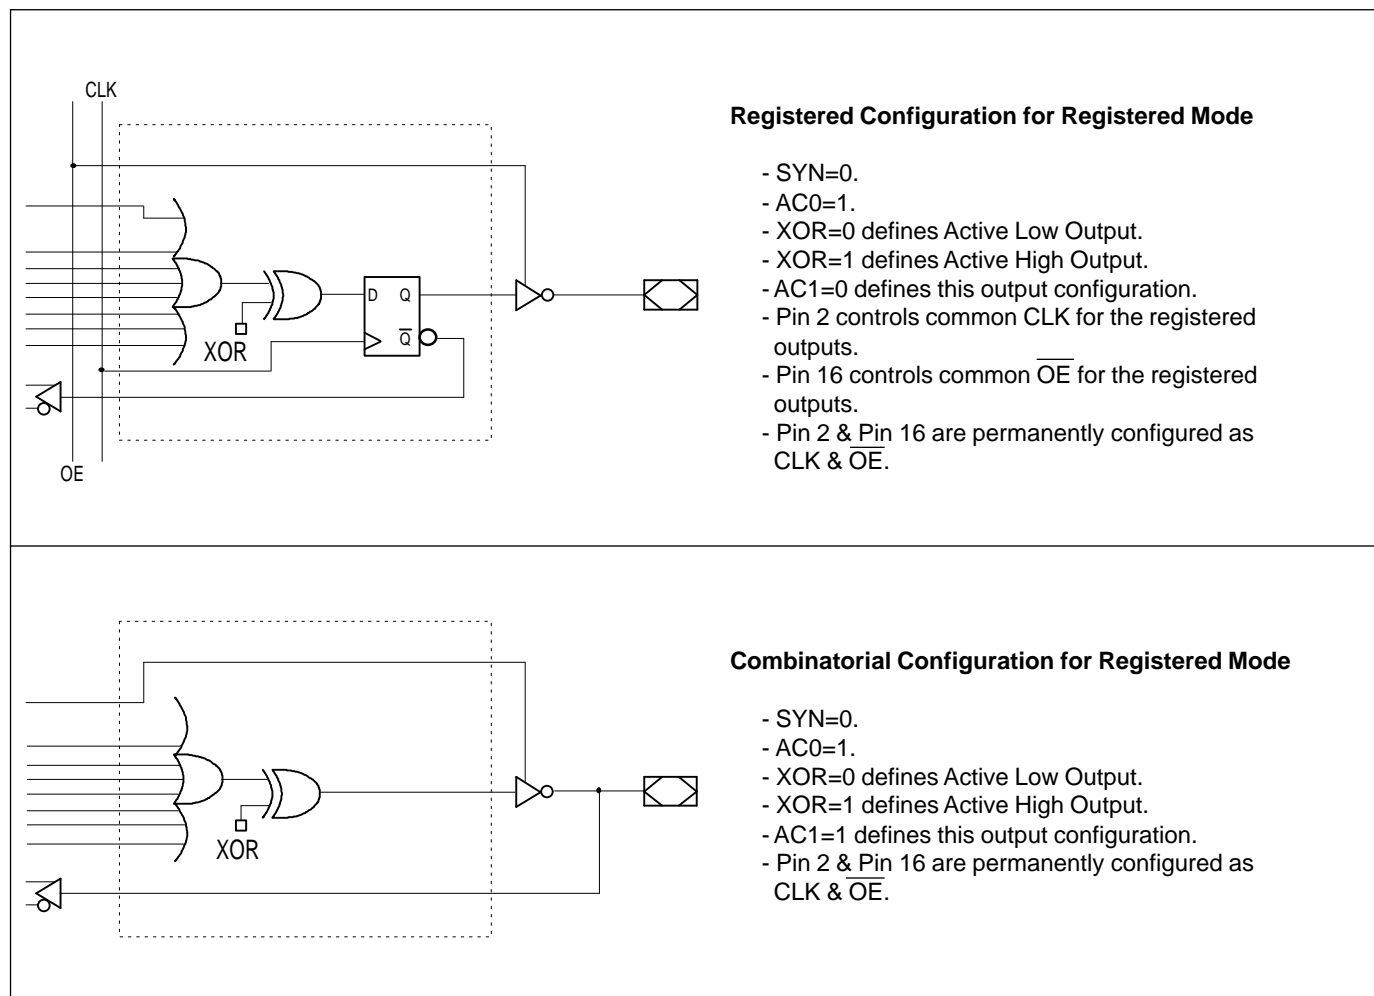 CLK
Registered Configuration for Registered Mode
- SYN=0.
- AC0=1.
- XOR=0 defines Active Low Output.
- XOR=1 defines Active High Output.
- AC1=0 defines this output configuration.
- Pin 2 controls common CLK for the registered
outputs.
- Pin 16 controls common O̅E̅ for the registered
outputs.
- Pin 2 & Pin 16 are permanently configured as
CLK & O̅E̅.
D Q
Q̅
XOR
OE
Combinatorial Configuration for Registered Mode
- SYN=0.
- AC0=1.
- XOR=0 defines Active Low Output.
- XOR=1 defines Active High Output.
- AC1=1 defines this output configuration.
- Pin 2 & Pin 16 are permanently configured as
CLK & O̅E̅.
XOR